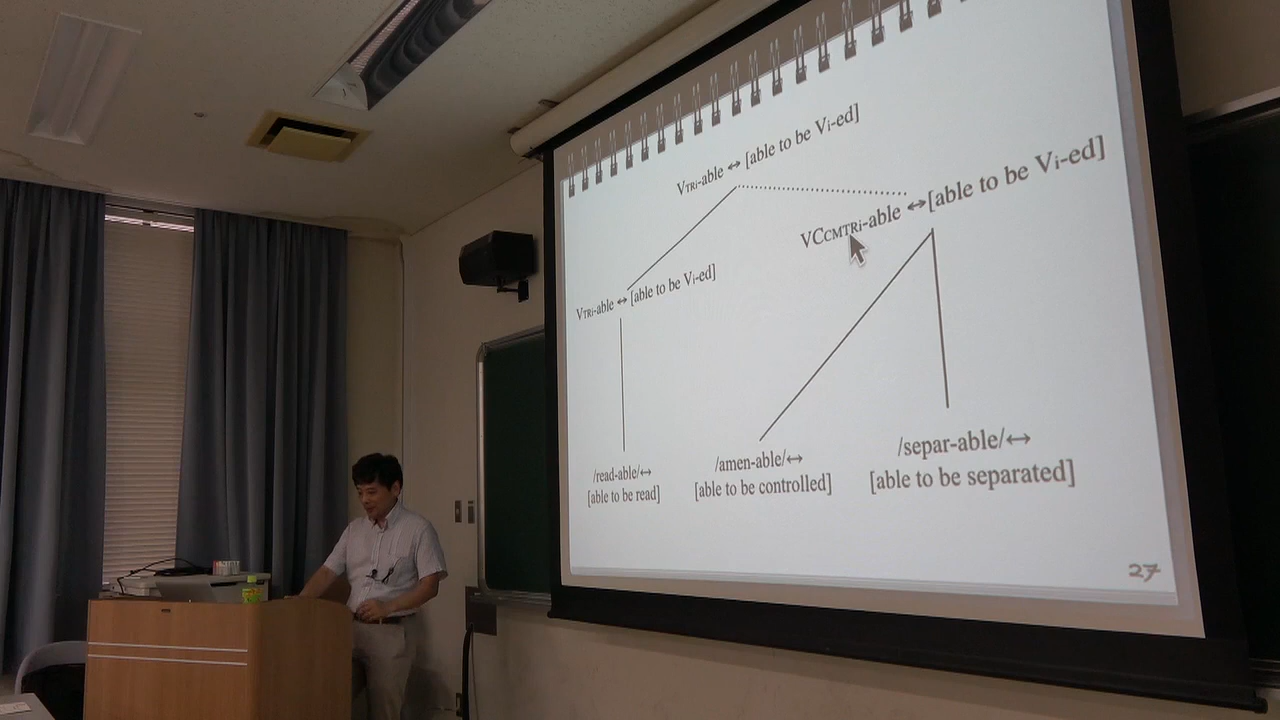 VTRi-able ↔ [able to be Vi-ed]
VCCMTRi-able ↔[able to be Vi-ed]
VTRi-able ↔ [able to be Vi-ed]
/read-able/↔
[able to be read]
/amen-able/↔
[able to be controlled]
/separ-able/↔
[able to be separated]
27